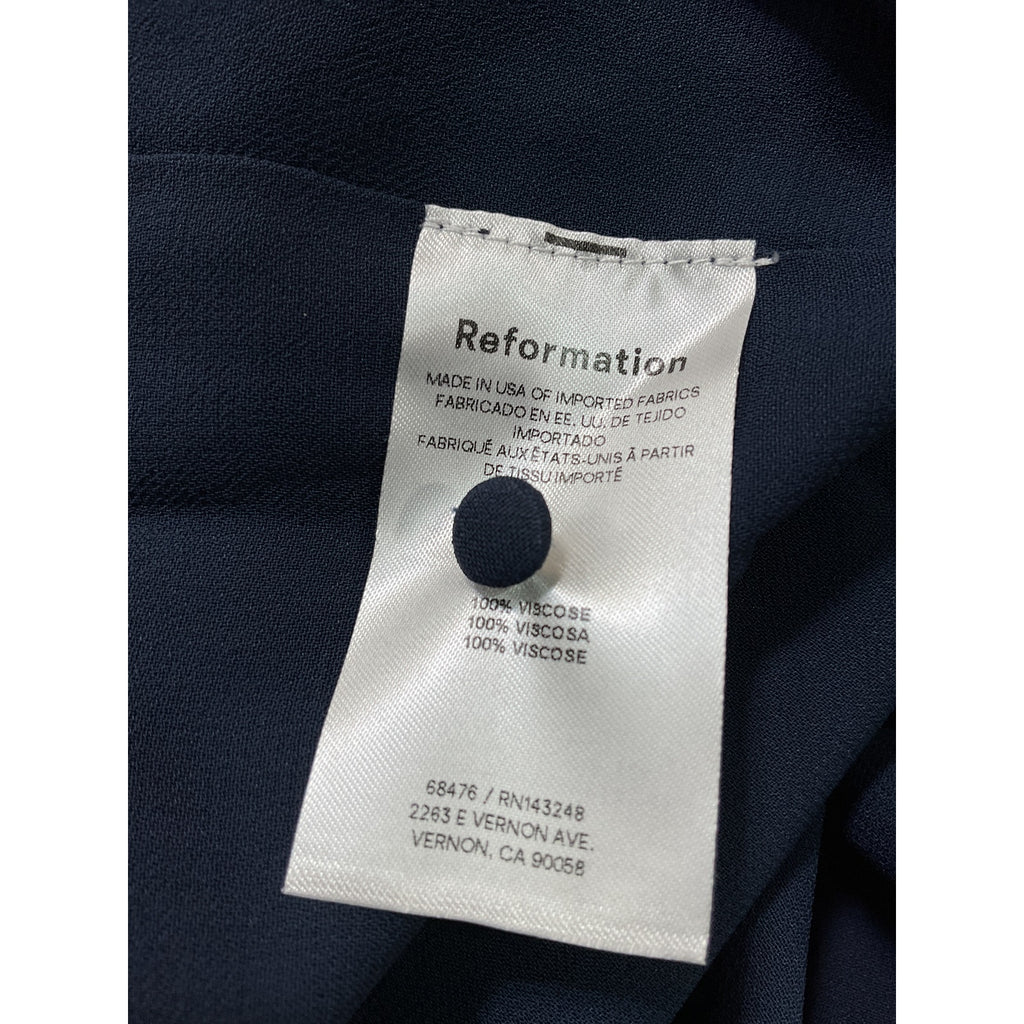 Reformation
MADE IN USA OF IMPORTED FABRICS
FABRICADO EN EE. UU. DE TEJIDO
IMPORTADO
FABRIQUÉ AUX ÉTATS-UNIS À PARTIR
DE TISSU IMPORTÉ
100% VISCOSE
100% VISCOSA
100% VISCOSE
68476 / RN143248
2263 E VERNON AVE.
VERNON, CA 90058